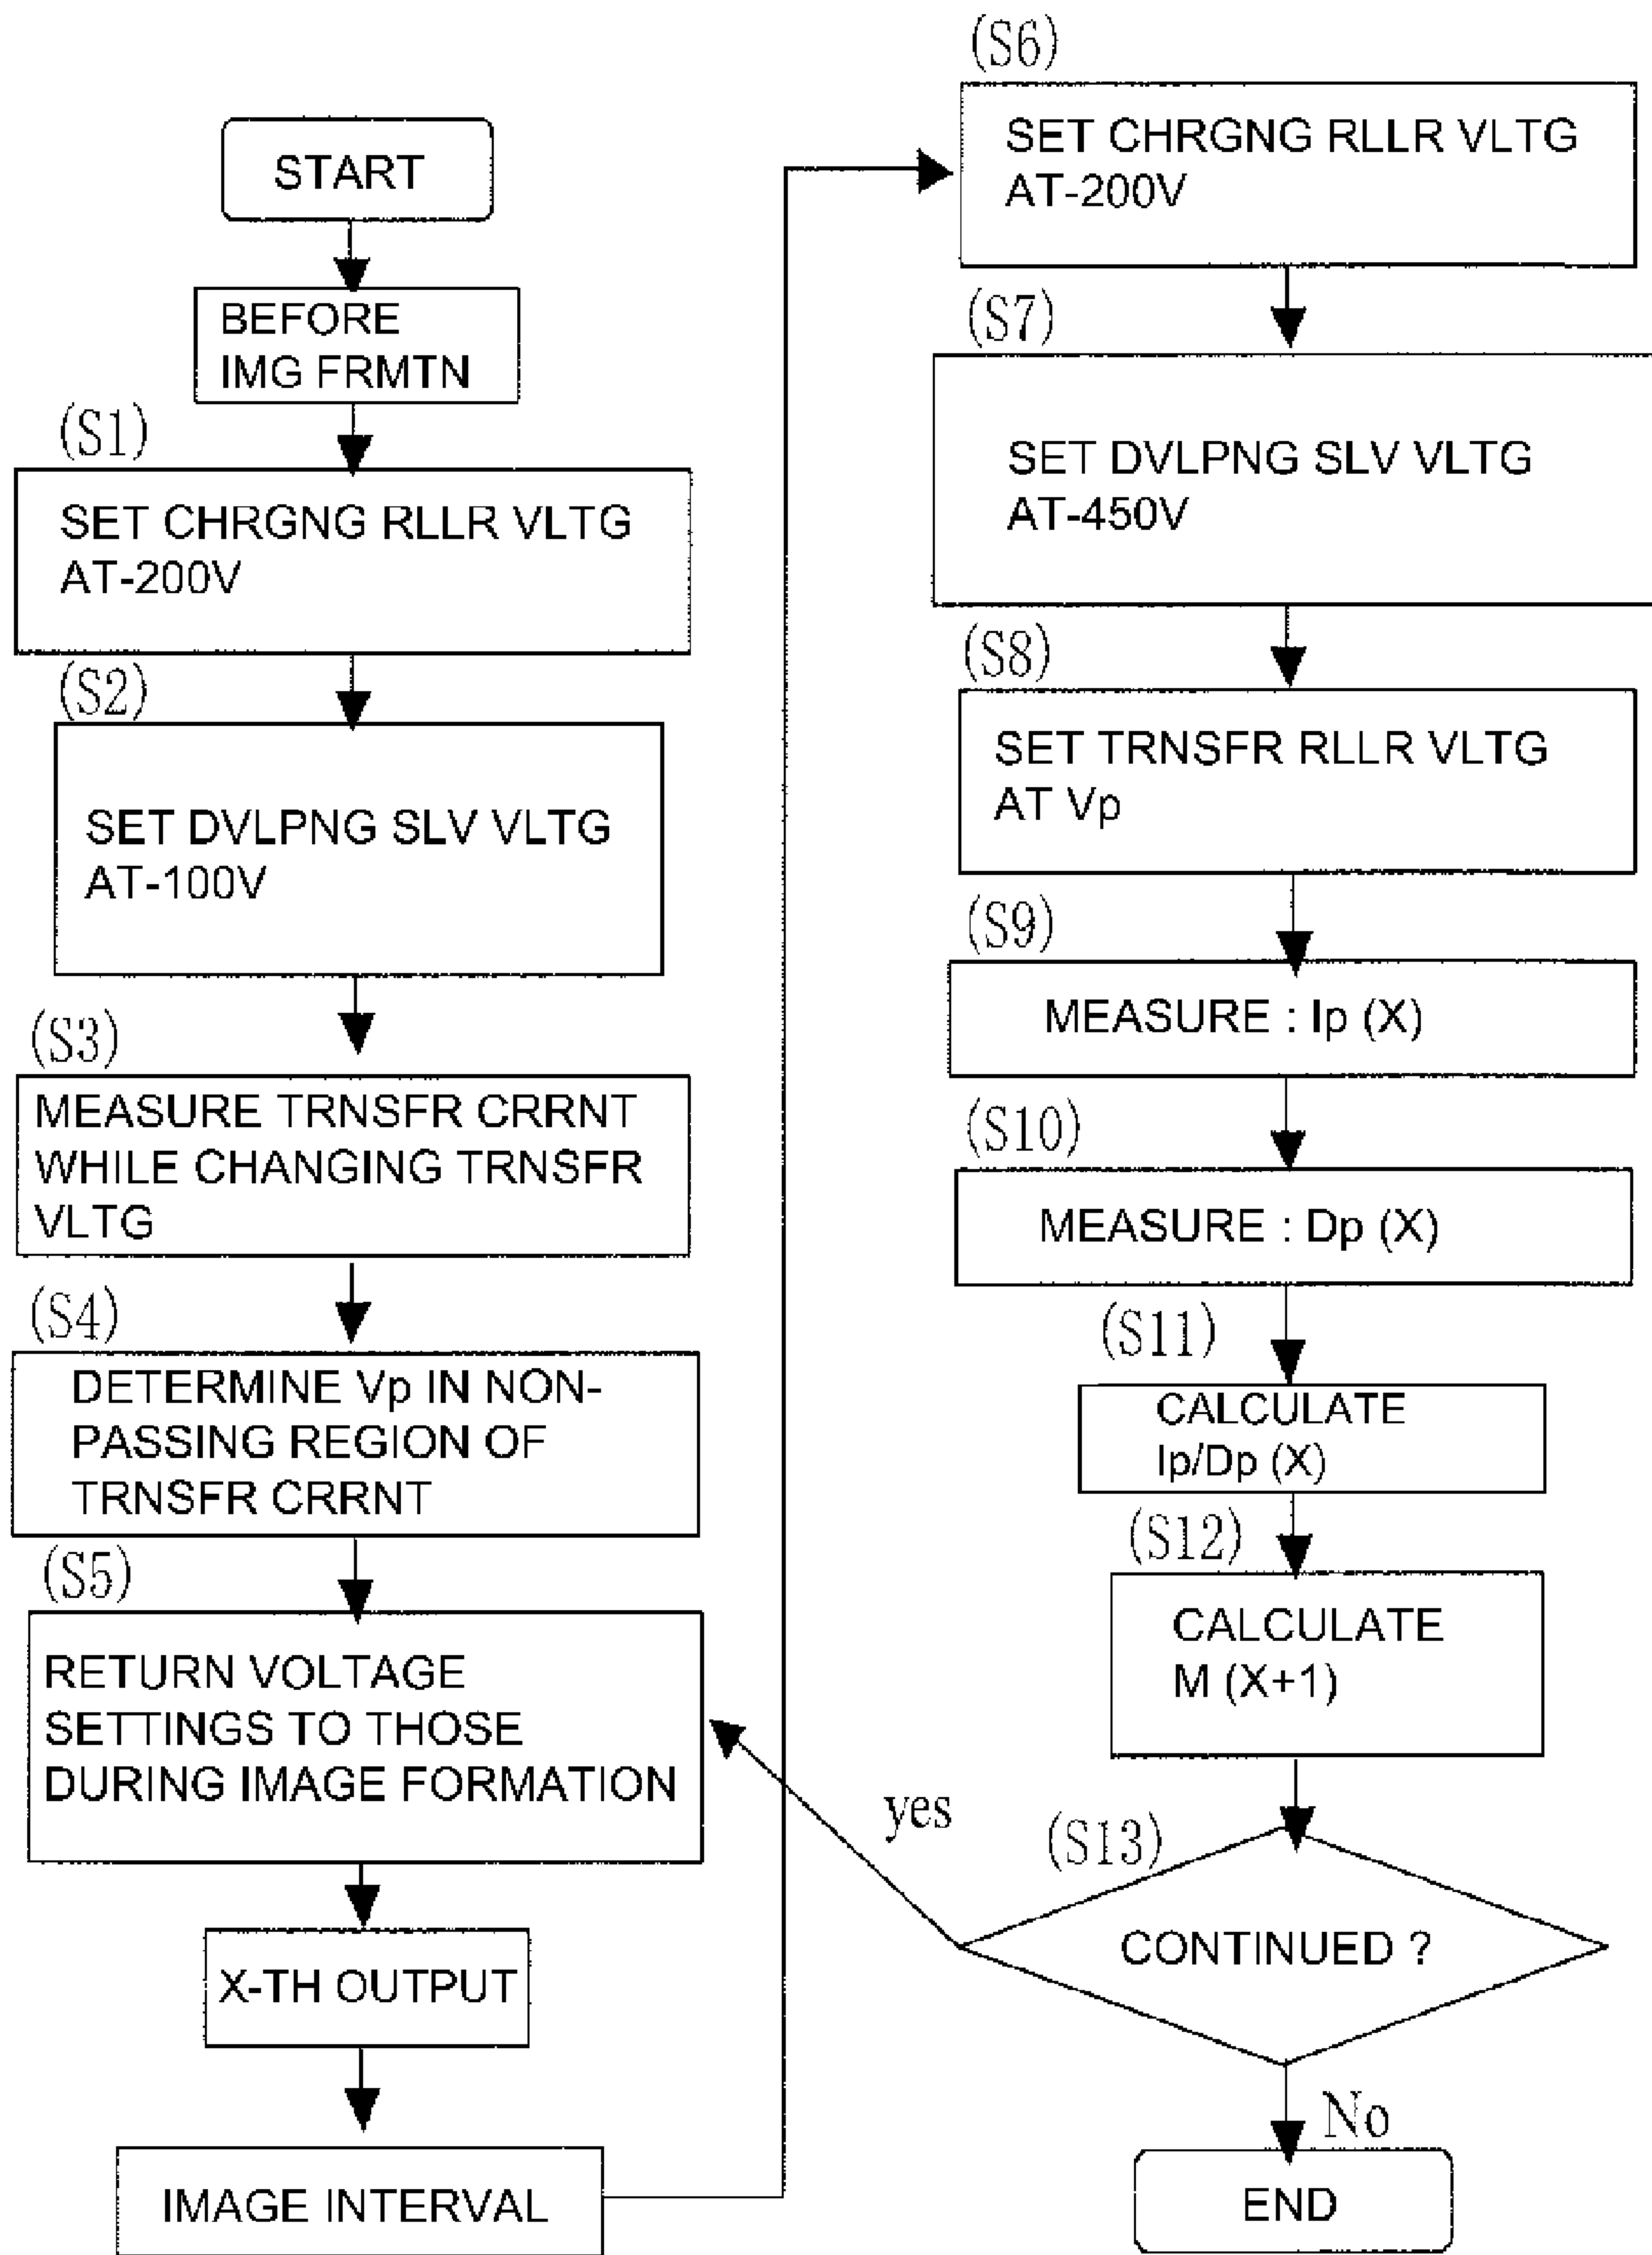 START
BEFORE
IMG FRMTN
(S1)
SET CHRGNG RLLR VLTG
AT-200V
(S2)
SET DVLPNG SLV VLTG
AT-100V
(S3)
MEASURE TRNSFR CRRNT
WHILE CHANGING TRNSFR
VLTG
(S4)
DETERMINE Vp IN NON-
PASSING REGION OF
TRNSFR CRRNT
(S5)
RETURN VOLTAGE
SETTINGS TO THOSE
DURING IMAGE FORMATION
X-TH OUTPUT
IMAGE INTERVAL
(S6)
SET CHRGNG RLLR VLTG
AT-200V
(S7)
SET DVLPNG SLV VLTG
AT-450V
(S8)
SET TRNSFR RLLR VLTG
AT Vp
(S9)
MEASURE : Ip (X)
(S10)
MEASURE : Dp (X)
(S11)
CALCULATE
Ip/Dp (X)
(S12)
CALCULATE
M (X+1)
(S13)
CONTINUED ?
yes
No
END